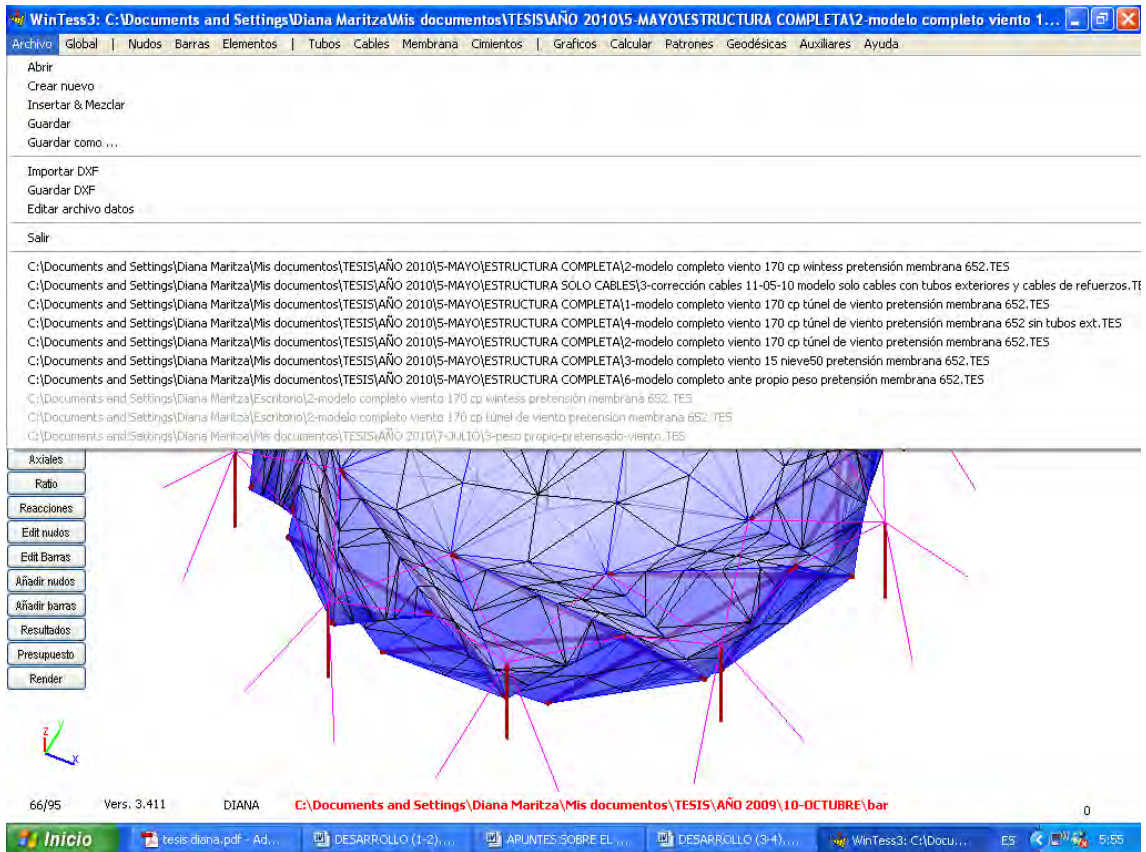 WinTess3: C:\Documents and Settings\Diana Maritza\Mis documentos\TESIS\AÑO 2010\5-MAYO\ESTRUCTURA COMPLETA\2-modelo completo viento 1...
Archivo Global | Nudos Barras Elementos | Tubos Cables Membrana Cimientos | Graficos Calcular Patrones Geodésicas Auxiliares Ayuda
Abrir
Crear nuevo
Insertar & Mezclar
Guardar
Guardar como ...
Importar DXF
Guardar DXF
Editar archivo datos
Salir
C:\Documents and Settings\Diana Maritza\Mis documentos\TESIS\AÑO 2010\5-MAYO\ESTRUCTURA COMPLETA\2-modelo completo viento 170 cp wintess pretensión membrana 652.TES
C:\Documents and Settings\Diana Maritza\Mis documentos\TESIS\AÑO 2010\5-MAYO\ESTRUCTURA SOLO CABLES\3-corrección cables 11-05-10 modelo solo cables con tubos exteriores y cables de refuerzos.TE
C:\Documents and Settings\Diana Maritza\Mis documentos\TESIS\AÑO 2010\5-MAYO\ESTRUCTURA COMPLETA\1-modelo completo viento 170 cp túnel de viento pretensión membrana 652.TES
C:\Documents and Settings\Diana Maritza\Mis documentos\TESIS\AÑO 2010\5-MAYO\ESTRUCTURA COMPLETA\4-modelo completo viento 170 cp túnel de viento pretensión membrana 652 sin tubos ext.TES
C:\Documents and Settings\Diana Maritza\Mis documentos\TESIS\AÑO 2010\5-MAYO\ESTRUCTURA COMPLETA\2-modelo completo viento 170 cp túnel de viento pretensión membrana 652.TES
C:\Documents and Settings\Diana Maritza\Mis documentos\TESIS\AÑO 2010\5-MAYO\ESTRUCTURA COMPLETA\3-modelo completo viento 15 nieve50 pretensión membrana 652.TES
C:\Documents and Settings\Diana Maritza\Mis documentos\TESIS\AÑO 2010\5-MAYO\ESTRUCTURA COMPLETA\6-modelo completo ante propio peso pretensión membrana 652.TES
C:\Documents and Settings\Diana Maritza\Escritorio\2-modelo completo viento 170 cp wintess pretensión membrana 652.TES
C:\Documents and Settings\Diana Maritza\Escritorio\2-modelo completo viento 170 cp túnel de viento pretensión membrana 652.TES
C:\Documents and Settings\Diana Maritza\Mis documentos\TESIS\AÑO 2010\7-JULIO\3-peso propio-pretensado-viento.TES
Axiales
Ratio
Reacciones
Edit nudos
Edit Barras
Añadir nudos
Añadir barras
Resultados
Presupuesto
Render
z
y
x
66/95 Vers. 3.411 DIANA C:\Documents and Settings\Diana Maritza\Mis documentos\TESIS\AÑO 2009\10-OCTUBRE\bar 0
Inicio tesis diana.pdf - Ad... DESARROLLO (1-2),... APUNTES SOBRE EL ... DESARROLLO (3-4),... WinTess3: C:\Docu... ES 5:55